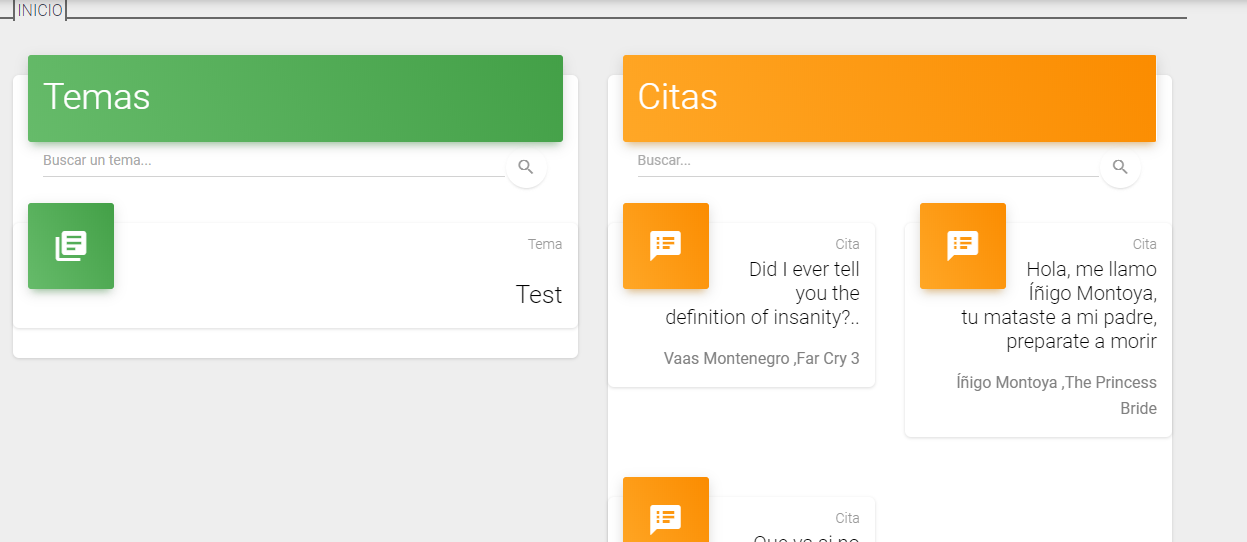 INICIO
Temas
Buscar un tema...
Tema
Test
Citas
Buscar...
Cita
Did I ever tell
you the
definition of insanity?..
Vaas Montenegro ,Far Cry 3
Cita
Hola, me llamo
Íñigo Montoya,
tu mataste a mi padre,
preparate a morir
Íñigo Montoya ,The Princess
Bride
Cita